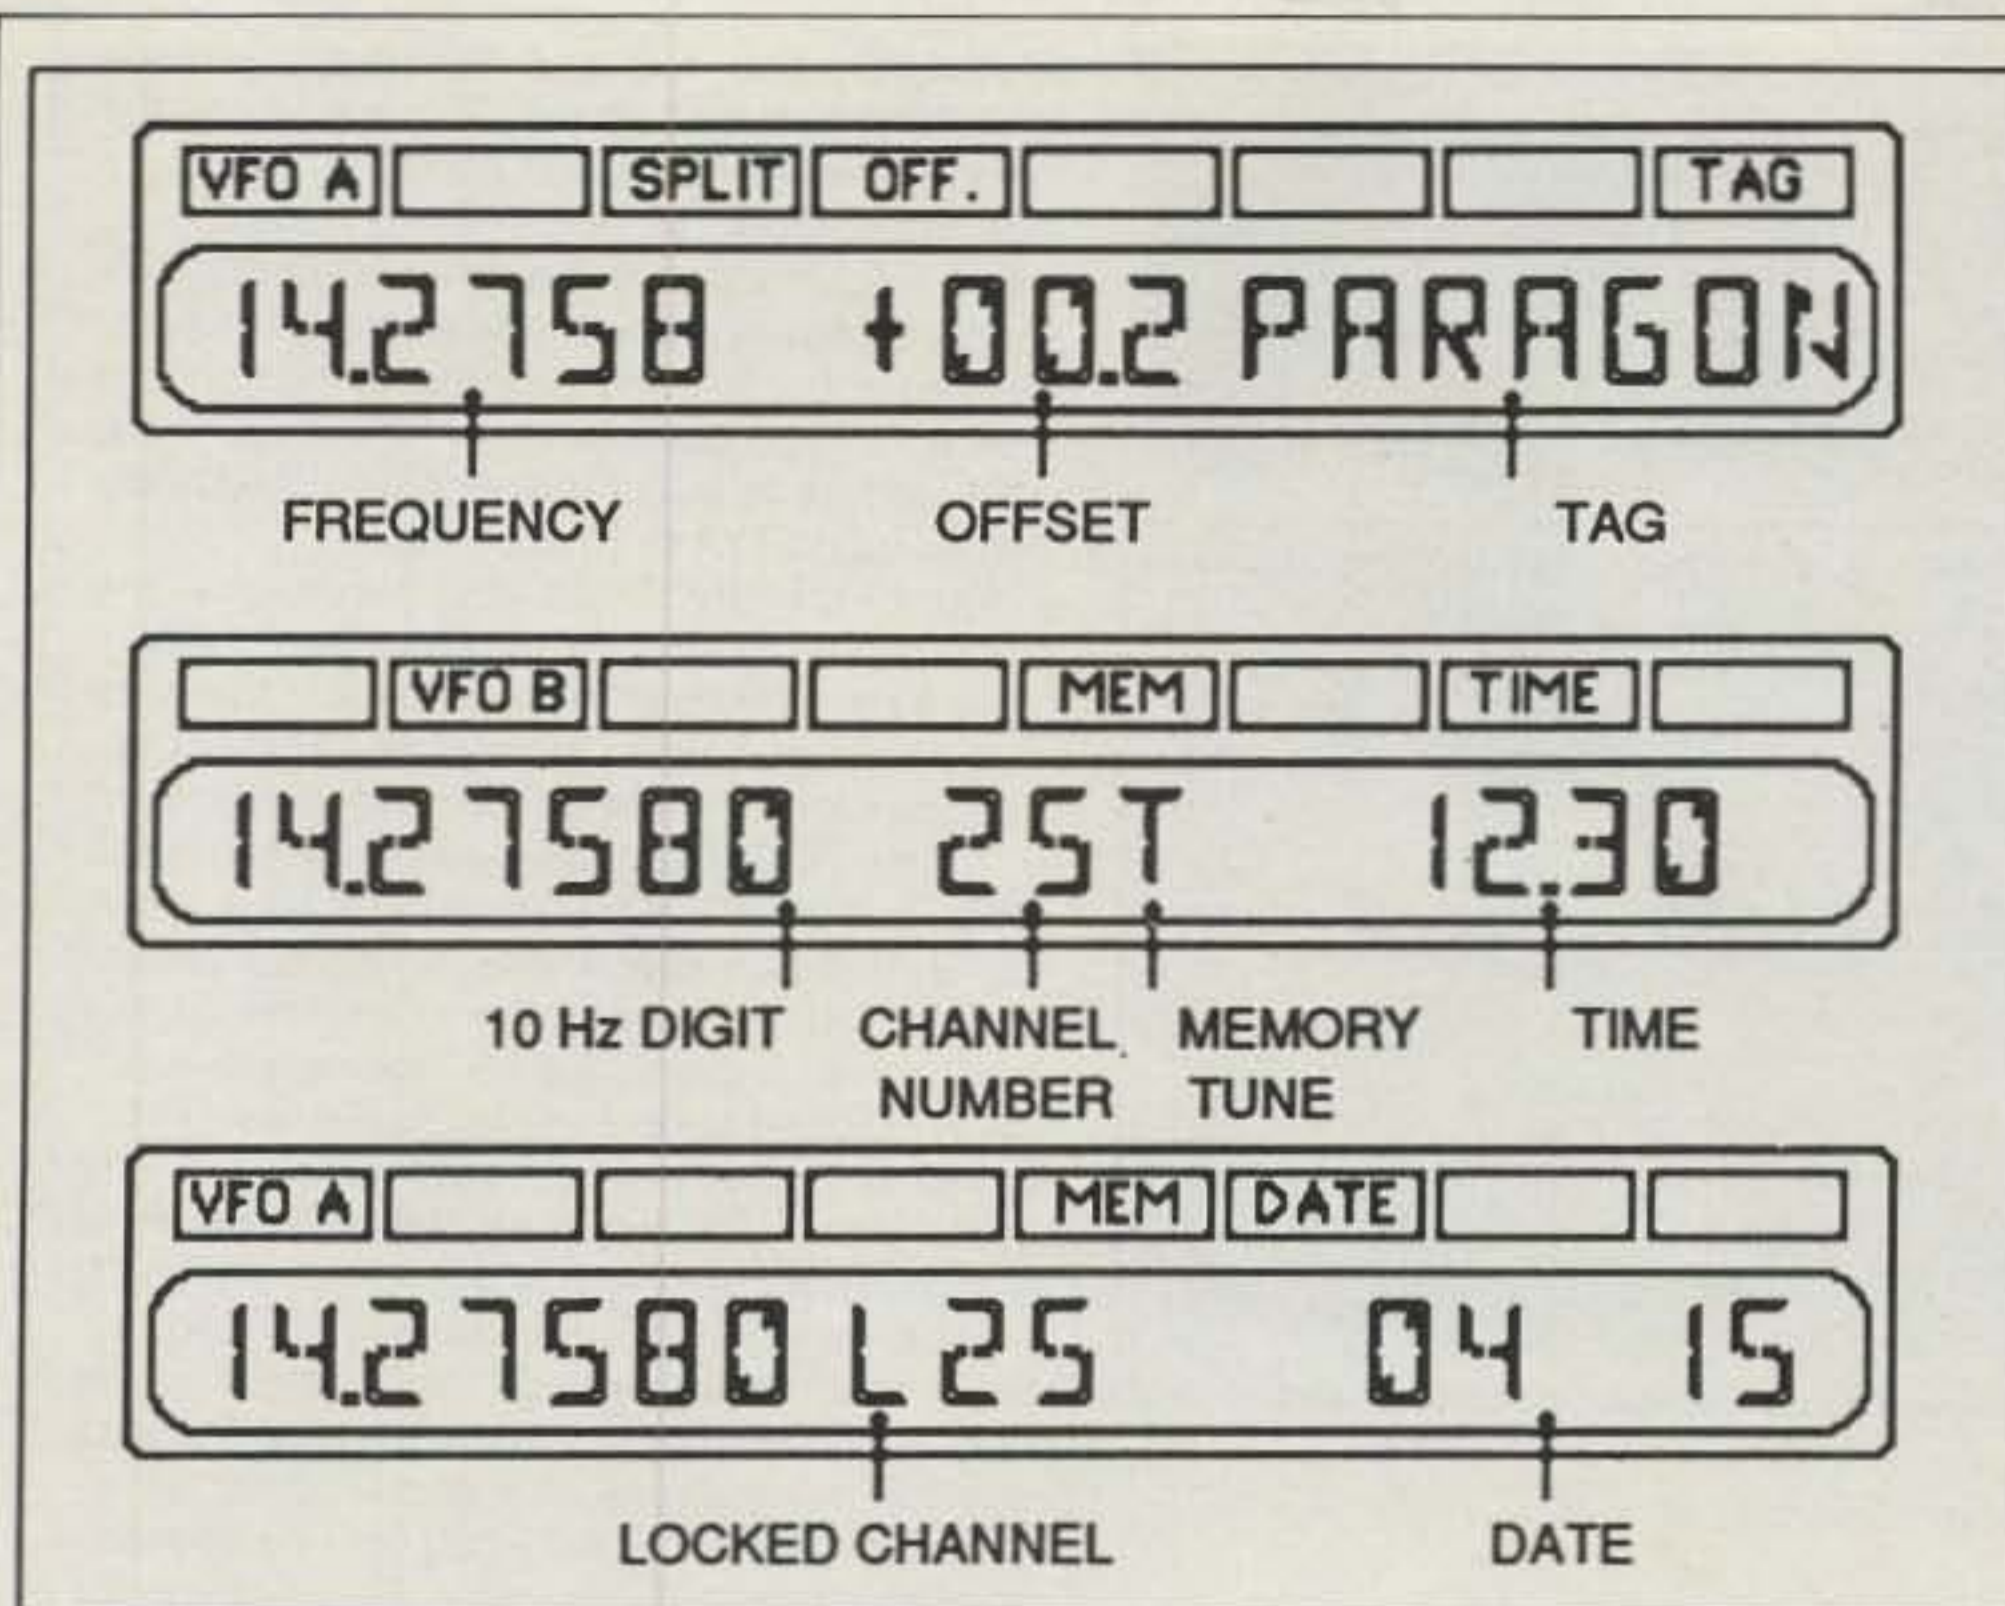 VFO A SPLIT OFF. TAG
14.2758 +00.2 PARAGON
FREQUENCY OFFSET TAG
VFO B MEM TIME
14.27580 25T 12.30
10 Hz DIGIT CHANNEL NUMBER MEMORY TUNE TIME
VFO A MEM DATE
14.27580 L25 04 15
LOCKED CHANNEL DATE